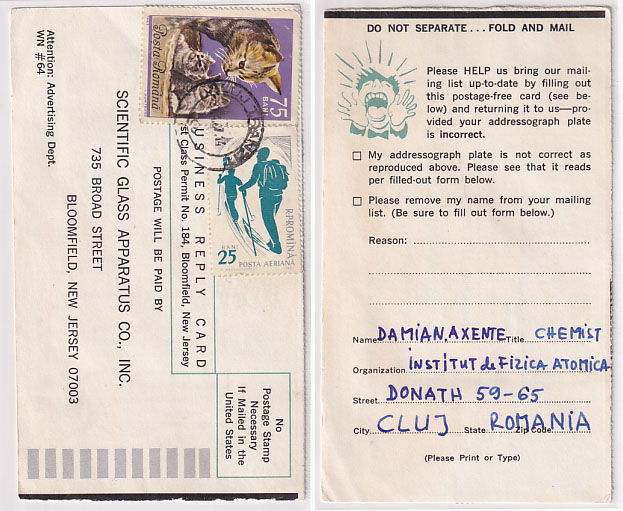 Attention: Advertising Dept.
WN #64
SCIENTIFIC GLASS APPARATUS CO., INC.
735 BROAD STREET
BLOOMFIELD, NEW JERSEY 07003
POSTAGE WILL BE PAID BY
USINESS REPLY CARD
st Class Permit No. 184, Bloomfield, New Jersey
No
Postage Stamp
Necessary
If Mailed in the
United States
Posta Romana
75
BANI
R.P.ROMINA
BANI
25
POSTA AERIANA
DO NOT SEPARATE...FOLD AND MAIL
Please HELP us bring our mail-
ing list up-to-date by filling out
this postage-free card (see be-
low) and returning it to us—pro-
vided your addressograph plate
is incorrect.
My addressograph plate is not correct as
reproduced above. Please see that it reads
per filled-out form below.
Please remove my name from your mailing
list. (Be sure to fill out form below.)
Reason:
Name DAMIAN.AXENTE Title CHEMIST
Organization INSTITUT de FIZICA ATOMICA
Street DONATH 59-65
City CLUJ State ROMANIA Zip Code
(Please Print or Type)